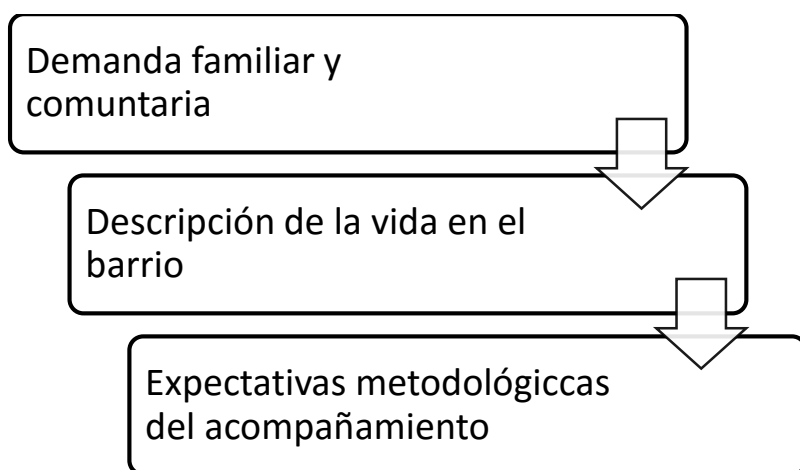 Demanda familiar y
comuntaria
Descripción de la vida en el
barrio
Expectativas metodológiccas
del acompañamiento